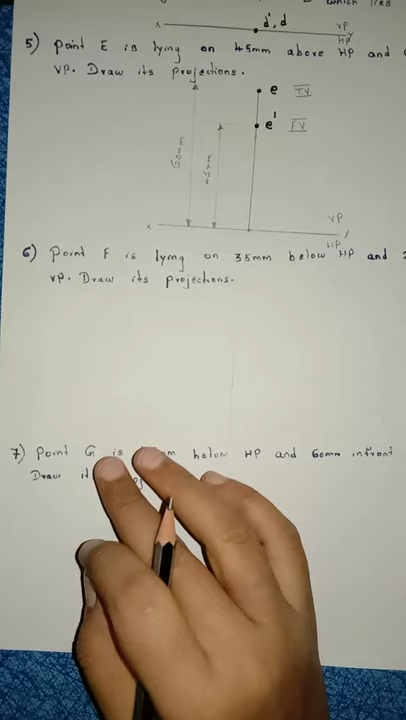 which lies
x d', d VP
HP y
5) Point E is lying on 45mm above HP and
VP. Draw its projections.
e TV
e' FV
60mm
45mm
VP
x y
HP
6) Point F is lying on 35mm below HP and
VP. Draw its projections.
7) Point G is below HP and 60mm infront
Draw